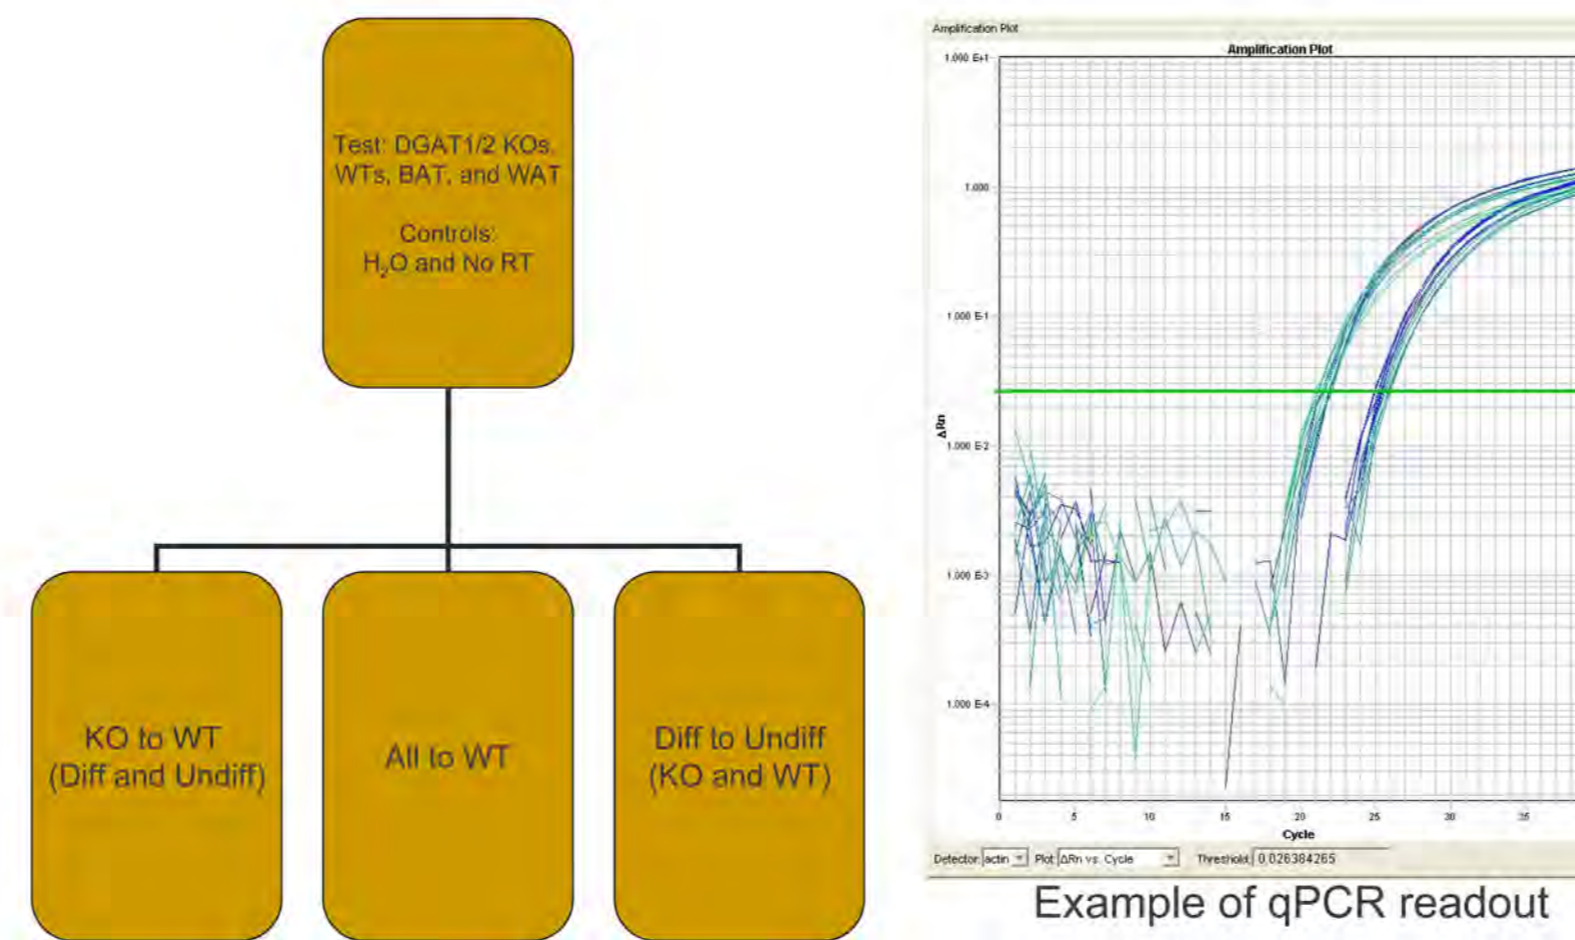 Test: DGAT1/2 KOs,
WTs, BAT, and WAT
Controls:
H₂O and No RT
KO to WT
(Diff and Undiff)
All to WT
Diff to Undiff
(KO and WT)
Amplification Plot
Amplification Plot
1.000 E+1
1.000
1.000 E-1
1.000 E-2
1.000 E-3
1.000 E-4
ΔRn
0 5 10 15 20 25 30 35
Cycle
Detector: actin Plot: ΔRn vs. Cycle Threshold: 0.026384265
Example of qPCR readout